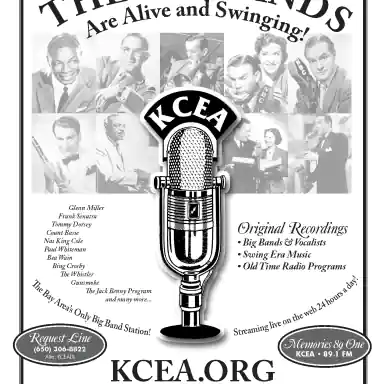 Are Alive and Swinging!
KCEA
Glenn Miller
Frank Sinatra
Tommy Dorsey
Count Basie
Nat King Cole
Paul Whiteman
Bea Wain
Bing Crosby
The Whistler
Gunsmoke
The Jack Benny Program
and many more...
Original Recordings
• Big Bands & Vocalists
• Swing Era Music
• Old Time Radio Programs
The Bay Area's Only Big Band Station!
Streaming live on the web 24 hours a day!
Request Line
(650) 306-8822
Memories 89 One
KCEA • 89.1 FM
KCEA.ORG